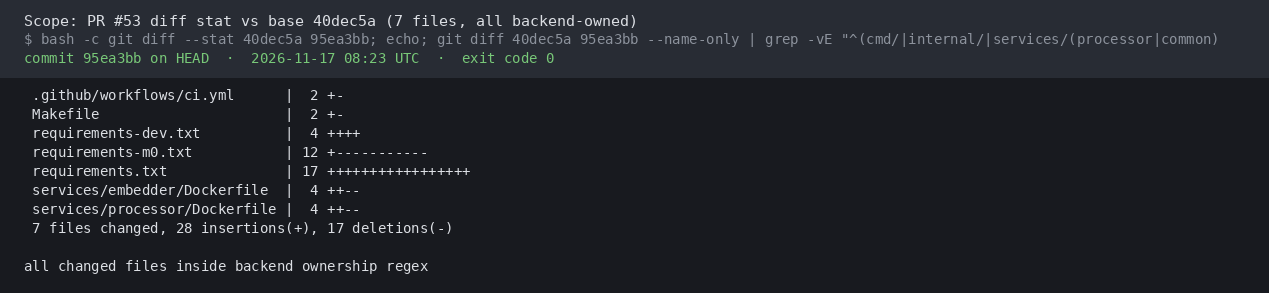 Scope: PR #53 diff stat vs base 40dec5a (7 files, all backend-owned)
$ bash -c git diff --stat 40dec5a 95ea3bb; echo; git diff 40dec5a 95ea3bb --name-only | grep -vE "^(cmd/|internal/|services/(processor|common)
commit 95ea3bb on HEAD  ·  2026-11-17 08:23 UTC  ·  exit code 0
 .github/workflows/ci.yml      |  2 +-
 Makefile                      |  2 +-
 requirements-dev.txt          |  4 ++++
 requirements-m0.txt           | 12 +-----------
 requirements.txt              | 17 +++++++++++++++++
 services/embedder/Dockerfile  |  4 ++--
 services/processor/Dockerfile |  4 ++--
 7 files changed, 28 insertions(+), 17 deletions(-)
all changed files inside backend ownership regex